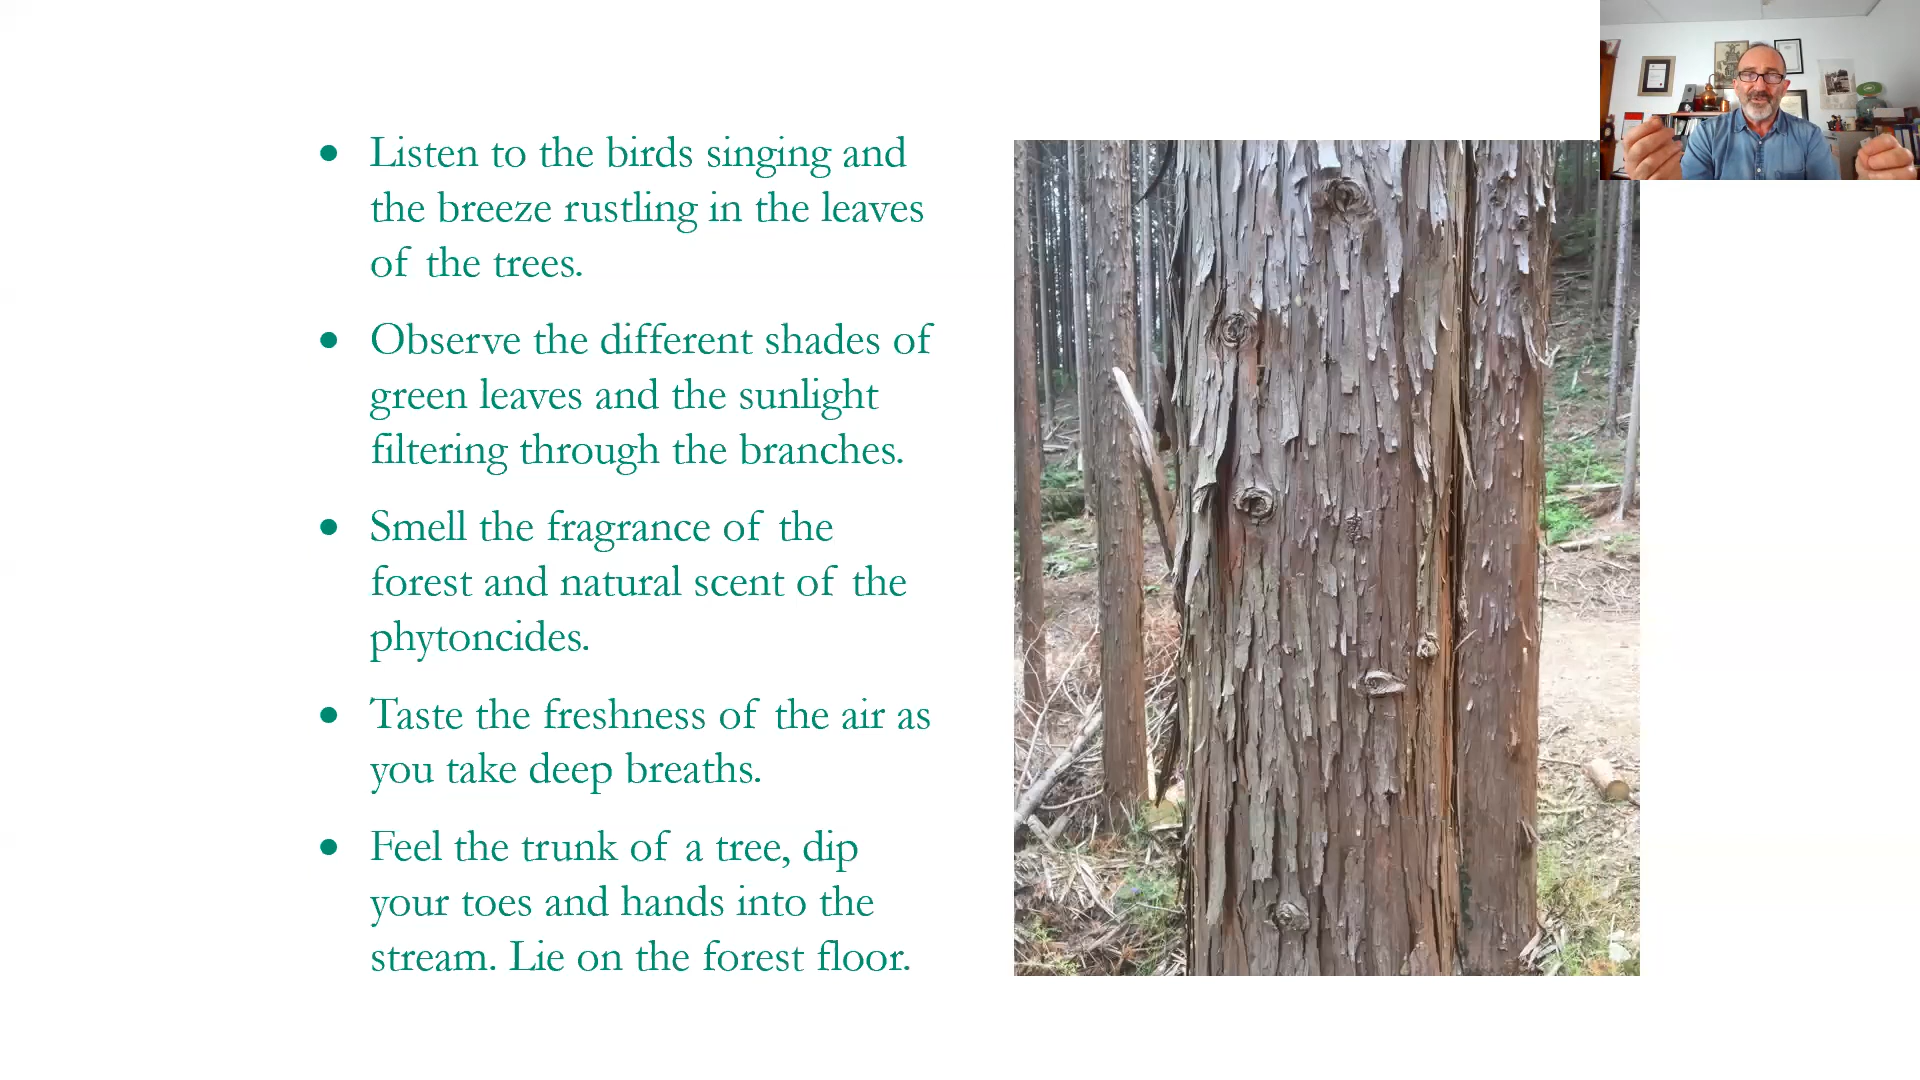 • Listen to the birds singing and
the breeze rustling in the leaves
of the trees.
• Observe the different shades of
green leaves and the sunlight
filtering through the branches.
• Smell the fragrance of the
forest and natural scent of the
phytoncides.
• Taste the freshness of the air as
you take deep breaths.
• Feel the trunk of a tree, dip
your toes and hands into the
stream. Lie on the forest floor.